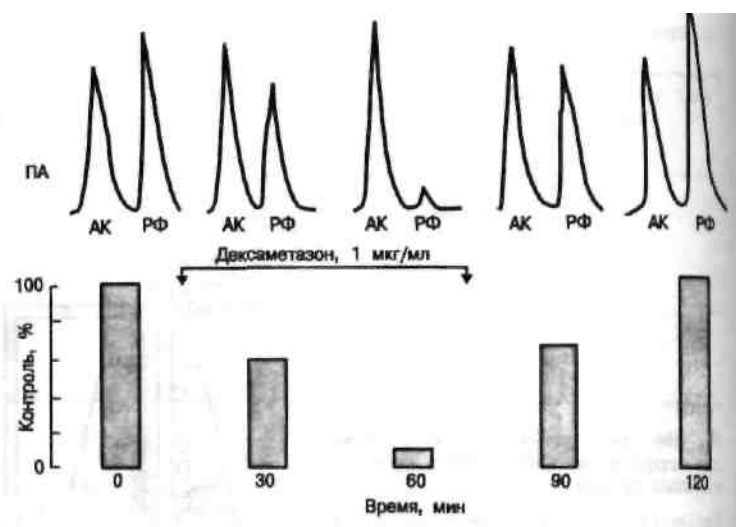 ПА
АК РФ АК РФ АК РФ АК РФ АК РФ
Дексаметазон, 1 мкг/мл
100
Контроль, %
0
0 30 60 90 120
Время, мин